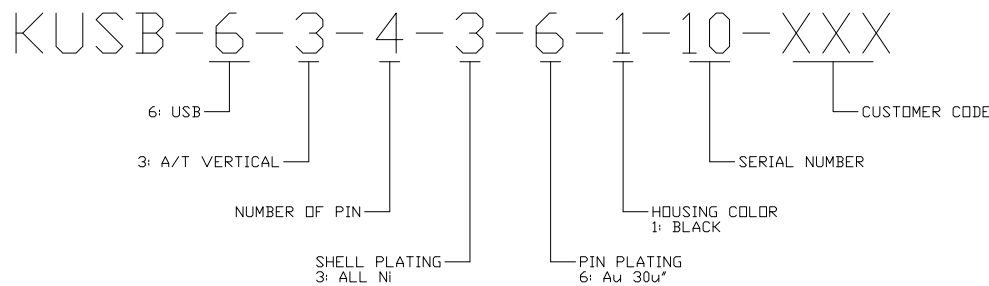 KUSB-6-3-4-3-6-1-10-XXX
6: USB
CUSTOMER CODE
3: A/T VERTICAL
SERIAL NUMBER
NUMBER OF PIN
HOUSING COLOR
1: BLACK
SHELL PLATING
3: ALL Ni
PIN PLATING
6: Au 30u"